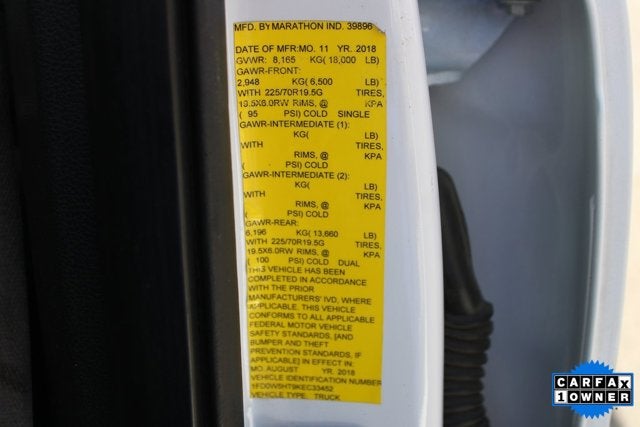 MFD. BY MARATHON IND. 39896
DATE OF MFR: MO. 11 YR. 2018
GVWR: 8,165 KG( 18,000 LB)
GAWR-FRONT:
2,948 KG( 6,500 LB)
WITH 225/70R19.5G TIRES,
19.5X6.0RW RIMS, @ KPA
( 95 PSI) COLD SINGLE
GAWR-INTERMEDIATE (1):
KG( LB)
WITH TIRES,
RIMS, @ KPA
( PSI) COLD
GAWR-INTERMEDIATE (2):
KG( LB)
WITH TIRES,
RIMS, @ KPA
( PSI) COLD
GAWR-REAR:
6,196 KG( 13,660 LB)
WITH 225/70R19.5G TIRES,
19.5X6.0RW RIMS, @ KPA
( 100 PSI) COLD DUAL
THIS VEHICLE HAS BEEN
COMPLETED IN ACCORDANCE
WITH THE PRIOR
MANUFACTURERS' IVD, WHERE
APPLICABLE. THIS VEHICLE
CONFORMS TO ALL APPLICABLE
FEDERAL MOTOR VEHICLE
SAFETY STANDARDS, [AND
BUMPER AND THEFT
PREVENTION STANDARDS, IF
APPLICABLE] IN EFFECT IN:
MO. AUGUST YR. 2018
VEHICLE IDENTIFICATION NUMBER
1FD0W5HT9KEC33452
VEHICLE TYPE: TRUCK
CARFAX
1 OWNER